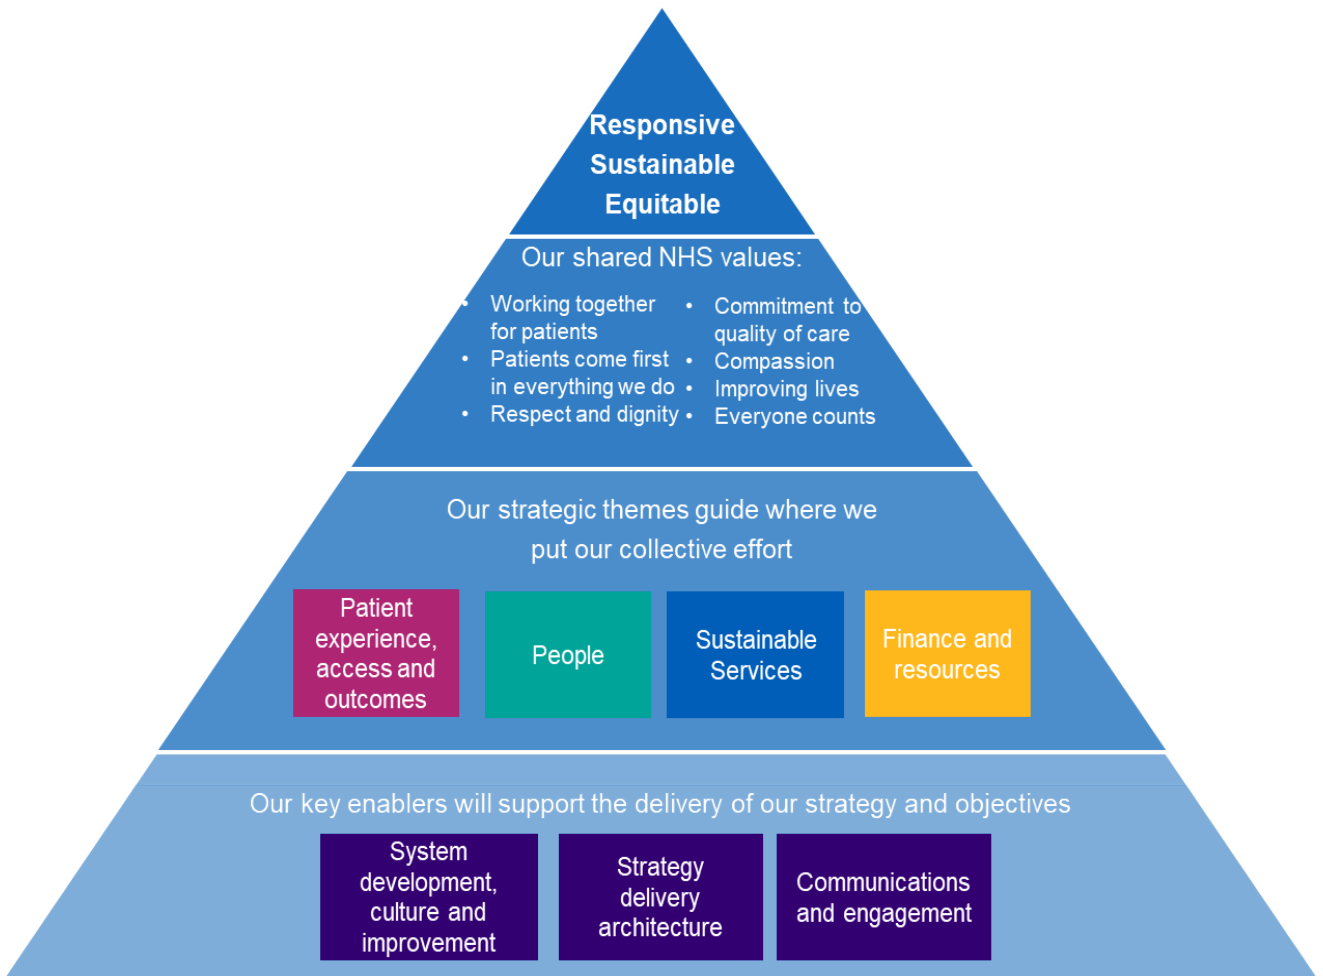 Responsive
Sustainable
Equitable
Our shared NHS values:
• Working together
for patients
• Patients come first
in everything we do
• Respect and dignity
• Commitment to
quality of care
• Compassion
• Improving lives
• Everyone counts
Our strategic themes guide where we
put our collective effort
Patient
experience,
access and
outcomes
People
Sustainable
Services
Finance and
resources
Our key enablers will support the delivery of our strategy and objectives
System
development,
culture and
improvement
Strategy
delivery
architecture
Communications
and engagement